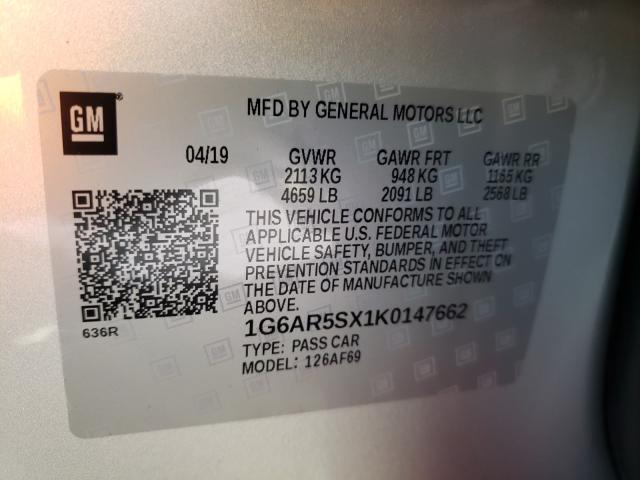 GM®
MFD BY GENERAL MOTORS LLC
04/19 GVWR GAWR FRT GAWR RR
2113 KG 948 KG 1165 KG
4659 LB 2091 LB 2568 LB
THIS VEHICLE CONFORMS TO ALL
APPLICABLE U.S. FEDERAL MOTOR
VEHICLE SAFETY, BUMPER, AND THEFT
PREVENTION STANDARDS IN EFFECT ON
THE DATE OF MANUFACTURE SHOWN
ABOVE.
636R
1G6AR5SX1K0147662
TYPE: PASS CAR
MODEL: 126AF69